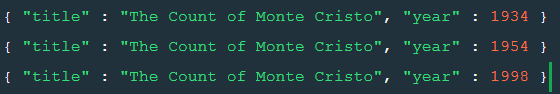 { "title" : "The Count of Monte Cristo", "year" : 1934 }
{ "title" : "The Count of Monte Cristo", "year" : 1954 }
{ "title" : "The Count of Monte Cristo", "year" : 1998 }